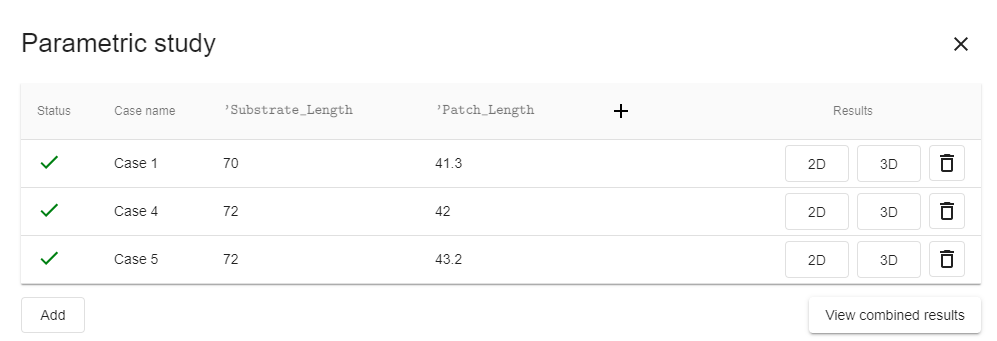 Parametric study
Status Case name 'Substrate_Length 'Patch_Length + Results
Case 1 70 41.3 2D 3D
Case 4 72 42 2D 3D
Case 5 72 43.2 2D 3D
Add View combined results